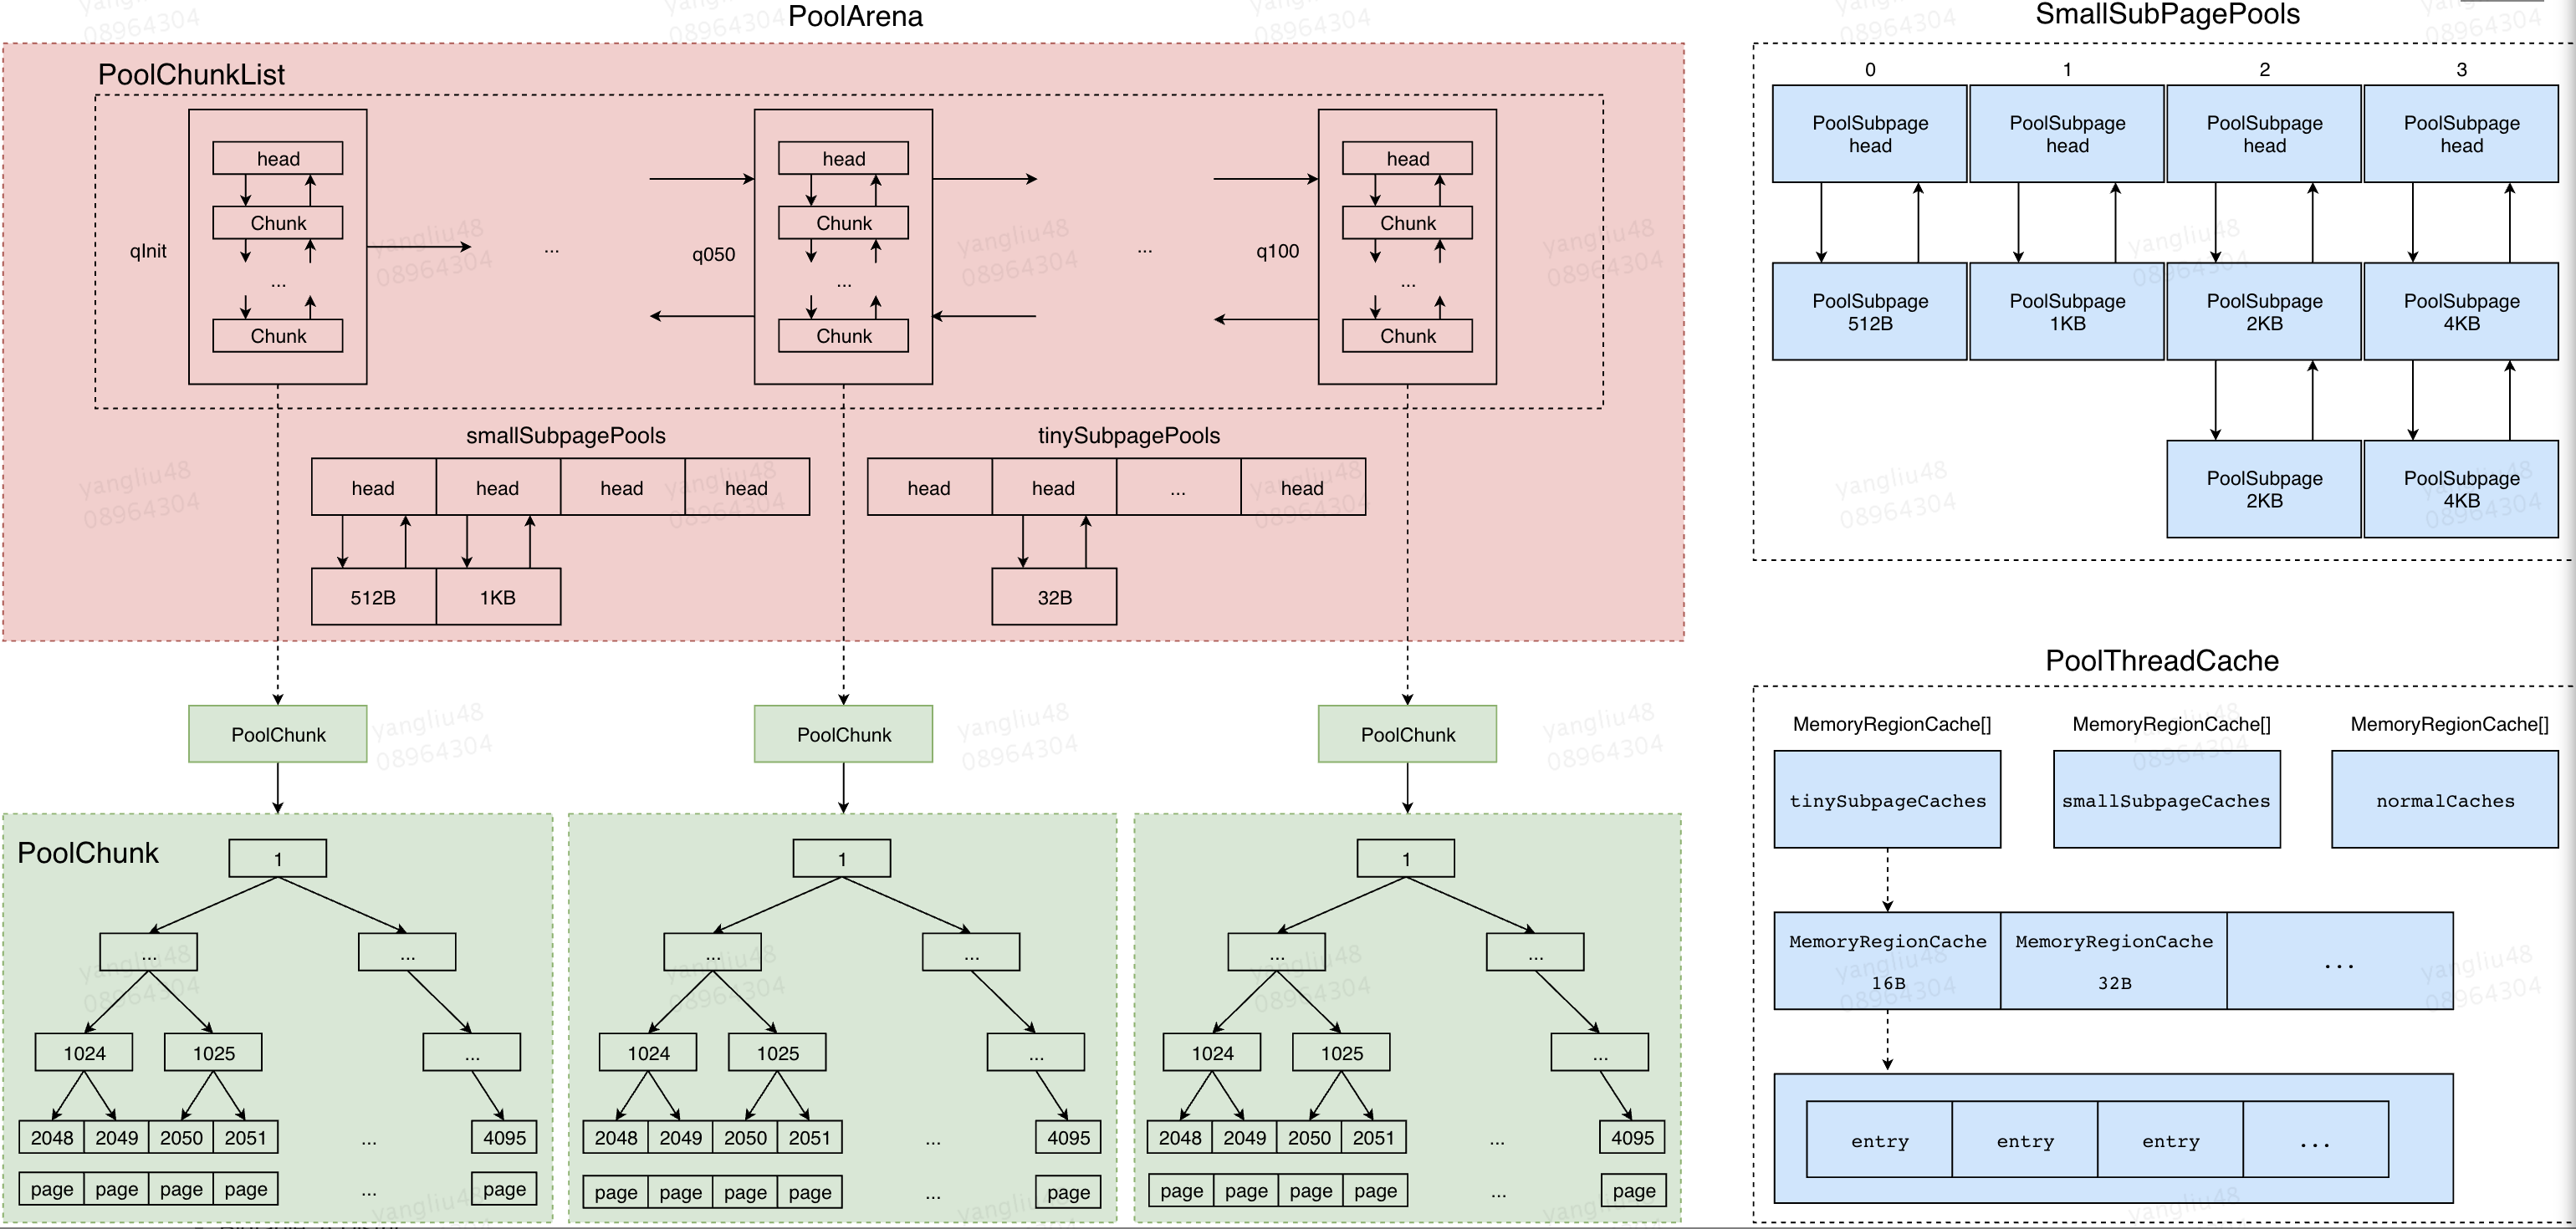 PoolArena
PoolChunkList
qInit
head
Chunk
...
Chunk
...
q050
head
Chunk
...
Chunk
...
q100
head
Chunk
...
Chunk
smallSubpagePools
head head head head
512B 1KB
tinySubpagePools
head head ... head
32B
PoolChunk
PoolChunk
PoolChunk
PoolChunk
1
... ...
1024 1025 ...
2048 2049 2050 2051 ... 4095
page page page page ... page
1
... ...
1024 1025 ...
2048 2049 2050 2051 ... 4095
page page page page ... page
1
... ...
1024 1025 ...
2048 2049 2050 2051 ... 4095
page page page page ... page
SmallSubPagePools
0 1 2 3
PoolSubpage PoolSubpage PoolSubpage PoolSubpage
head head head head
PoolSubpage PoolSubpage PoolSubpage PoolSubpage
512B 1KB 2KB 4KB
PoolSubpage PoolSubpage
2KB 4KB
PoolThreadCache
MemoryRegionCache[] MemoryRegionCache[] MemoryRegionCache[]
tinySubpageCaches smallSubpageCaches normalCaches
MemoryRegionCache MemoryRegionCache ...
16B 32B
entry entry entry ...
yangliu48
08964304